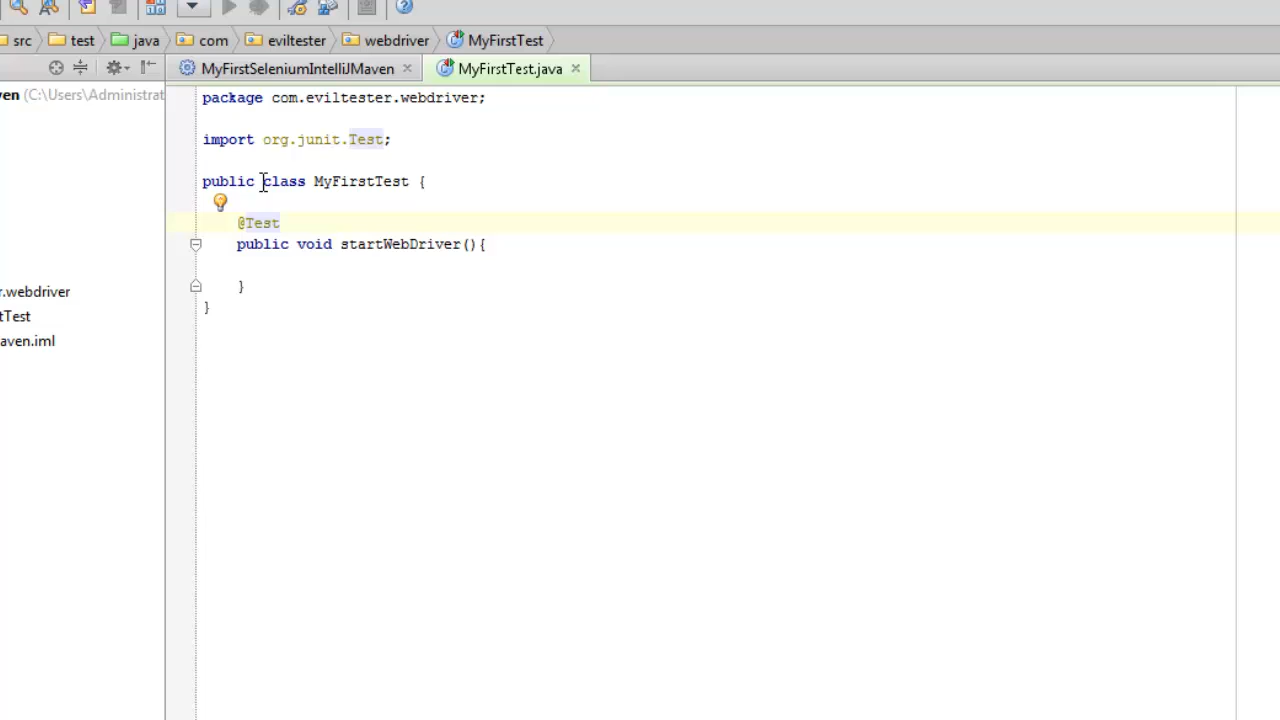 src test java com eviltester webdriver MyFirstTest
MyFirstSeleniumIntelliJMaven MyFirstTest.java
ven (C:\Users\Administrat
package com.eviltester.webdriver;
import org.junit.Test;
public class MyFirstTest {
@Test
public void startWebDriver(){
}
}
r.webdriver
tTest
aven.iml